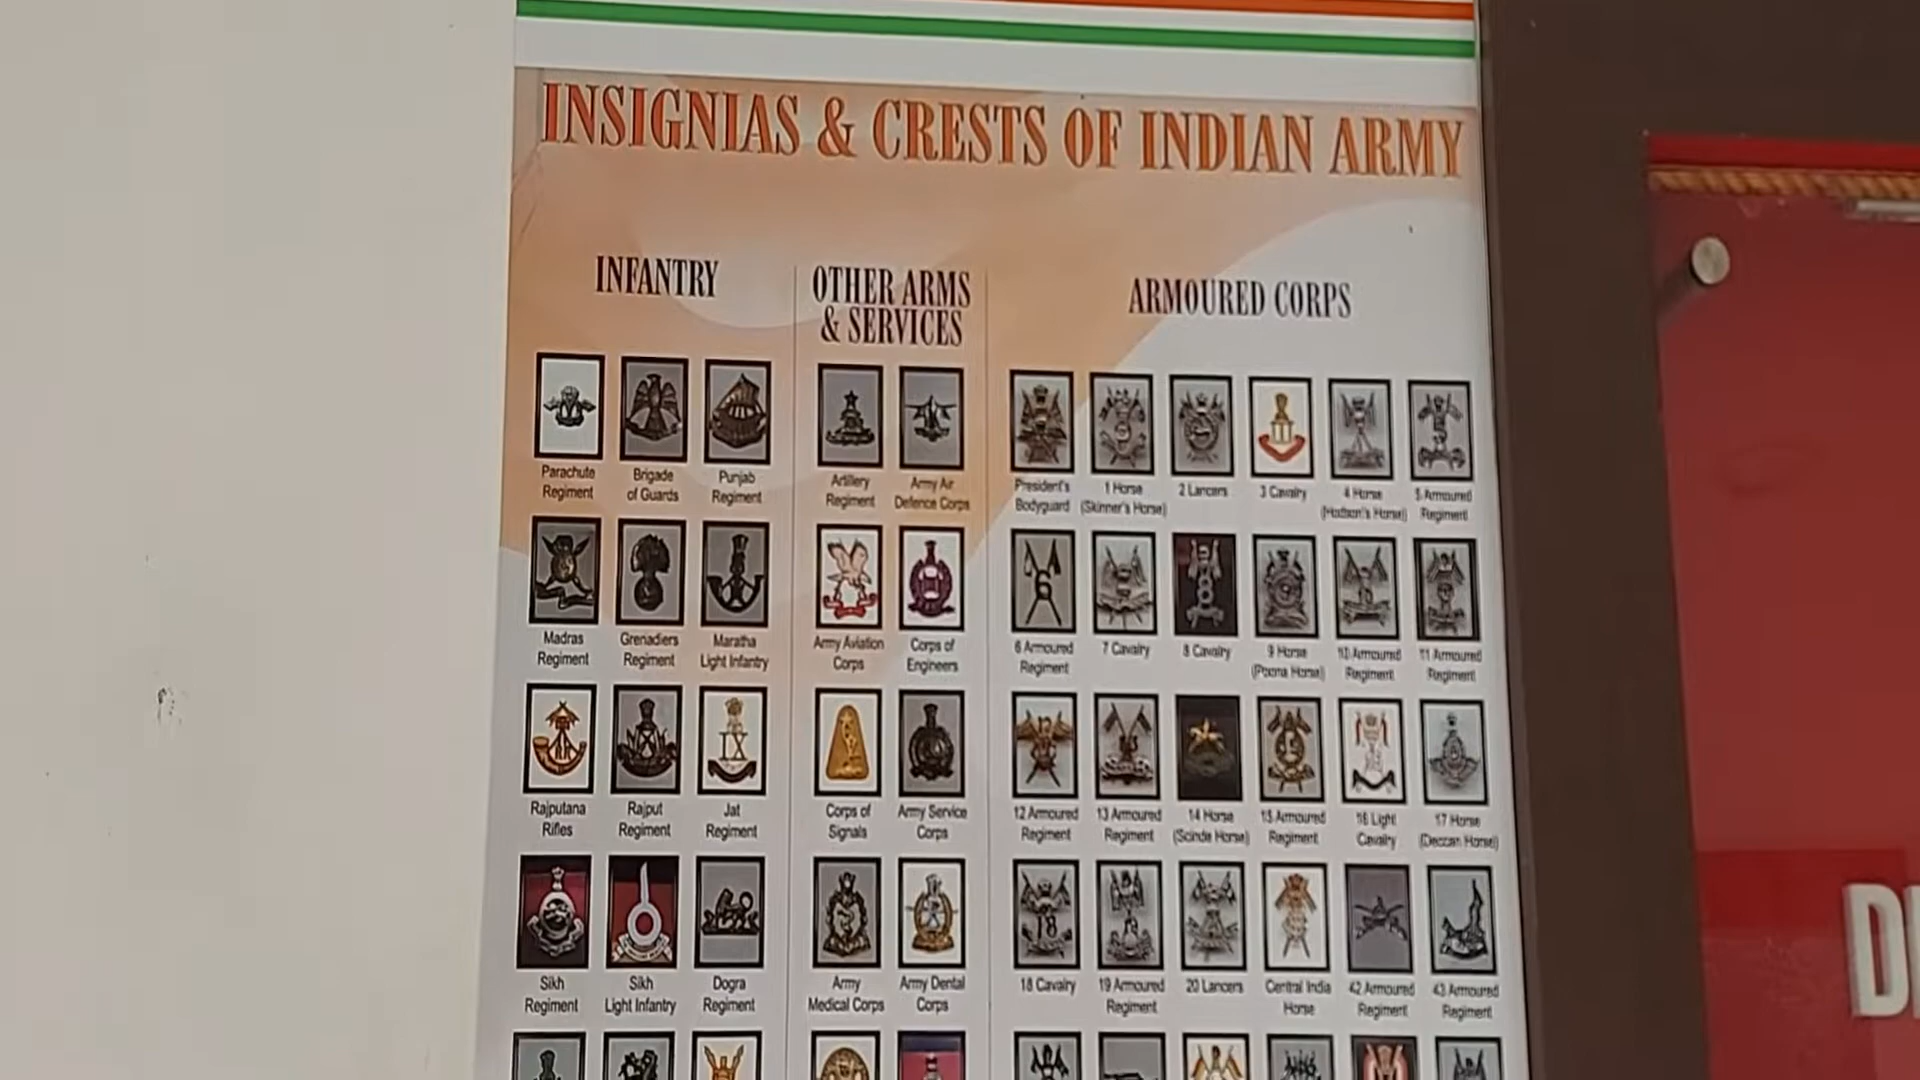 INSIGNIAS & CRESTS OF INDIAN ARMY
INFANTRY
OTHER ARMS
& SERVICES
ARMOURED CORPS
Parachute
Regiment
Brigade
of Guards
Punjab
Regiment
Artillery
Regiment
Army Air
Defence Corps
President's
Bodyguard
1 Horse
(Skinner's Horse)
2 Lancers
3 Cavalry
4 Horse
(Hodson's Horse)
5 Armoured
Regiment
6
8
Madras
Regiment
Grenadiers
Regiment
Maratha
Light Infantry
Army Aviation
Corps
Corps of
Engineers
6 Armoured
Regiment
7 Cavalry
8 Cavalry
9 Horse
(Poona Horse)
10 Armoured
Regiment
11 Armoured
Regiment
RR
IX
Rajputana
Rifles
Rajput
Regiment
Jat
Regiment
Corps of
Signals
Army Service
Corps
12 Armoured
Regiment
13 Armoured
Regiment
14 Horse
(Scinde Horse)
15 Armoured
Regiment
16 Light
Cavalry
17 Horse
(Deccan Horse)
18
Sikh
Regiment
Sikh
Light Infantry
Dogra
Regiment
Army
Medical Corps
Army Dental
Corps
18 Cavalry
19 Armoured
Regiment
20 Lancers
Central India
Horse
42 Armoured
Regiment
43 Armoured
Regiment